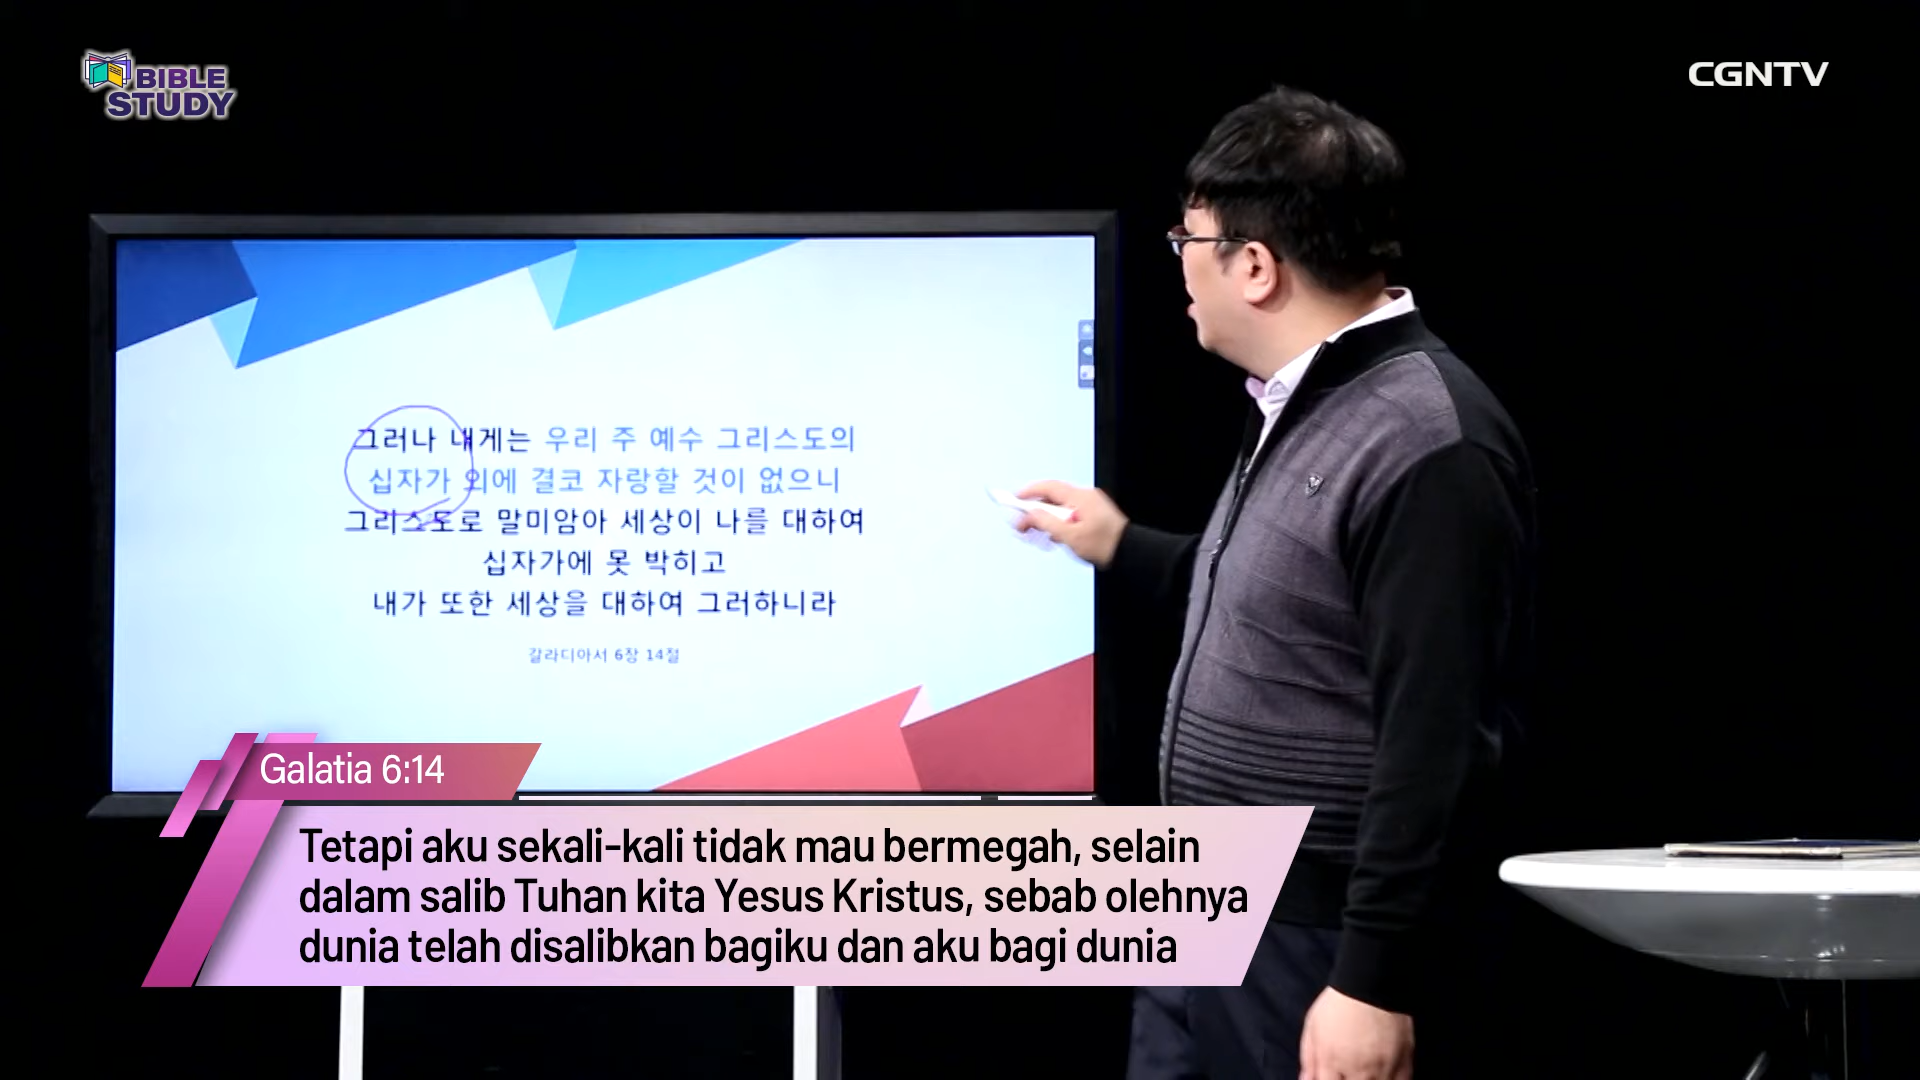 BIBLE
STUDY
CGNTV
그러나 내게는 우리 주 예수 그리스도의
십자가 외에 결코 자랑할 것이 없으니
그리스도로 말미암아 세상이 나를 대하여
십자가에 못 박히고
내가 또한 세상을 대하여 그러하니라
갈라디아서 6장 14절
Galatia 6:14
Tetapi aku sekali-kali tidak mau bermegah, selain
dalam salib Tuhan kita Yesus Kristus, sebab olehnya
dunia telah disalibkan bagiku dan aku bagi dunia